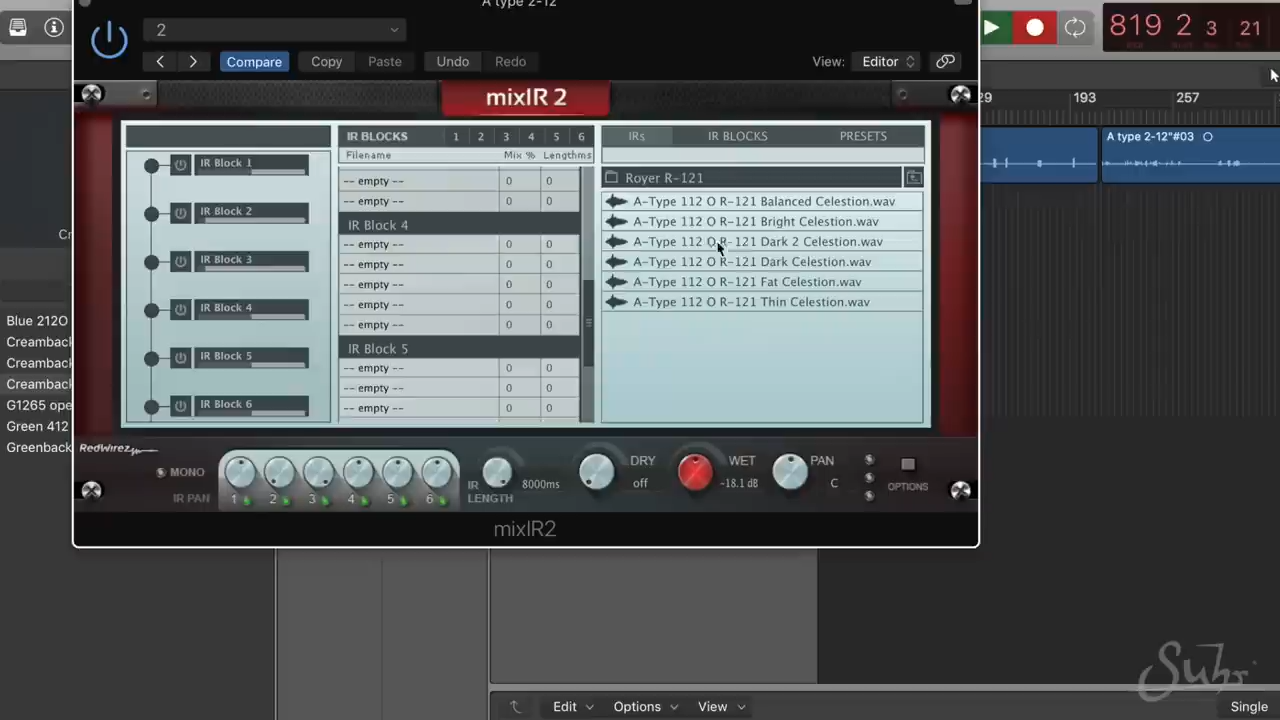 A type 2-12
2
Compare
Copy
Paste
Undo
Redo
View:
Editor
819 2 3 21
29
193
257
mixIR 2
A type 2-12"#03
IR BLOCKS 1 2 3 4 5 6
IRs
IR BLOCKS
PRESETS
Filename Mix % Lengthms
IR Block 1
IR Block 2
IR Block 3
IR Block 4
IR Block 5
IR Block 6
-- empty -- 0 0
-- empty -- 0 0
IR Block 4
-- empty -- 0 0
-- empty -- 0 0
-- empty -- 0 0
-- empty -- 0 0
-- empty -- 0 0
IR Block 5
-- empty -- 0 0
-- empty -- 0 0
-- empty -- 0 0
Royer R-121
A-Type 112 O R-121 Balanced Celestion.wav
A-Type 112 O R-121 Bright Celestion.wav
A-Type 112 O R-121 Dark 2 Celestion.wav
A-Type 112 O R-121 Dark Celestion.wav
A-Type 112 O R-121 Fat Celestion.wav
A-Type 112 O R-121 Thin Celestion.wav
Cr
Blue 212O
Creamback
Creamback
Creamback
G1265 ope
Green 412
Greenback
RedWirez
MONO
IR PAN
1 2 3 4 5 6
IR LENGTH
8000ms
DRY
off
WET
-18.1 dB
PAN
C
OPTIONS
mixIR2
Subs
Edit
Options
View
Single